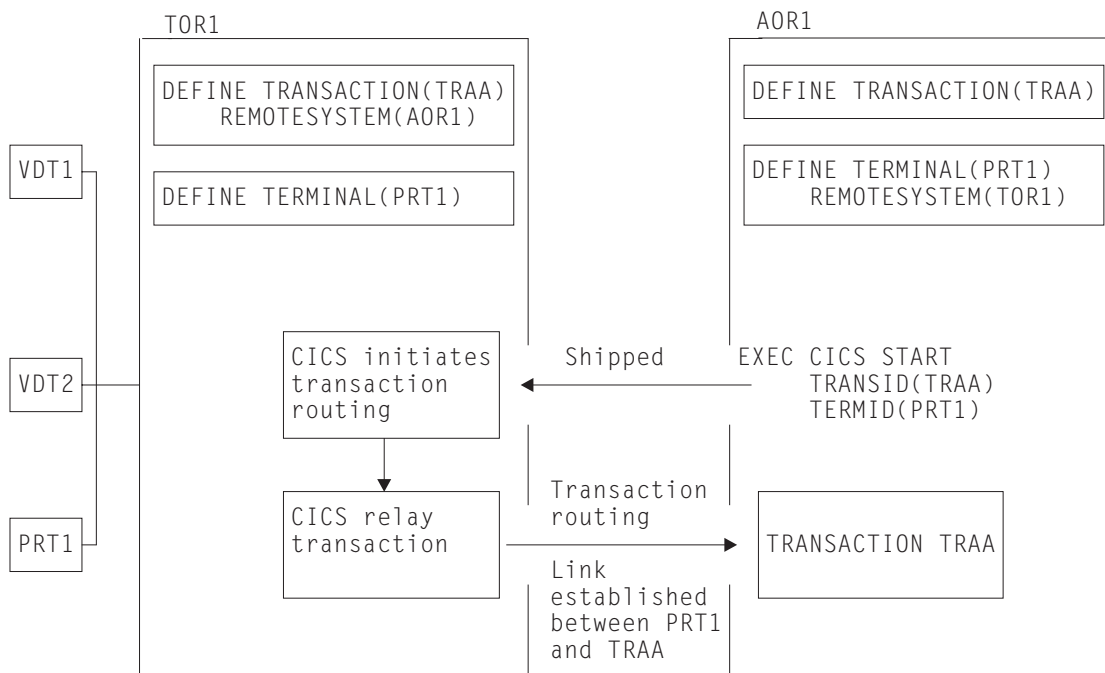 TOR1
AOR1
DEFINE TRANSACTION(TRAA)
REMOTESYSTEM(AOR1)
DEFINE TRANSACTION(TRAA)
VDT1
DEFINE TERMINAL(PRT1)
DEFINE TERMINAL(PRT1)
REMOTESYSTEM(TOR1)
VDT2
CICS initiates
transaction
routing
Shipped
EXEC CICS START
TRANSID(TRAA)
TERMID(PRT1)
PRT1
CICS relay
transaction
Transaction
routing
Link
established
between PRT1
and TRAA
TRANSACTION TRAA